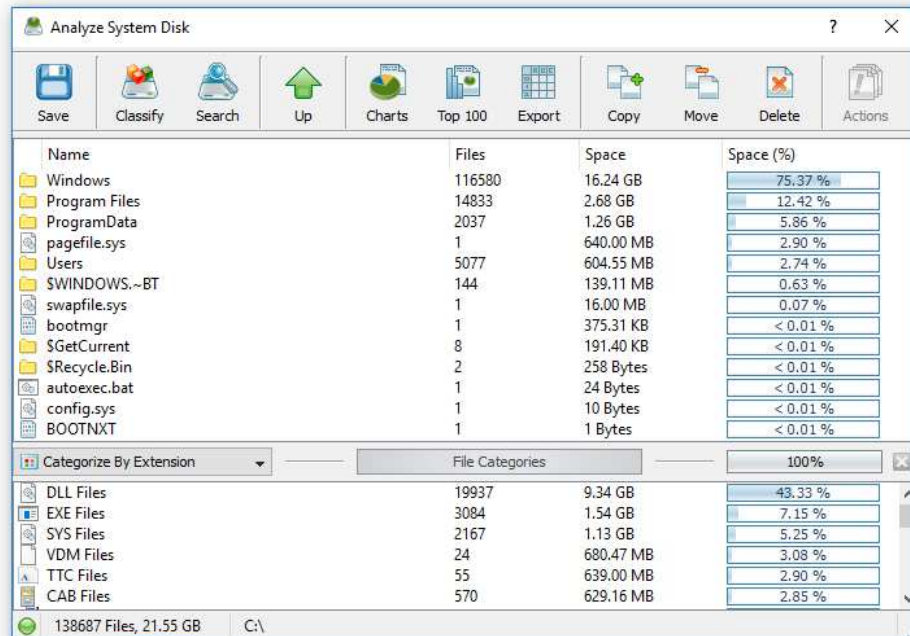 Analyze System Disk ?
Save Classify Search Up Charts Top 100 Export Copy Move Delete Actions
Name Files Space Space (%)
Windows 116580 16.24 GB 75.37 %
Program Files 14833 2.68 GB 12.42 %
ProgramData 2037 1.26 GB 5.86 %
pagefile.sys 1 640.00 MB 2.90 %
Users 5077 604.55 MB 2.74 %
$WINDOWS.~BT 144 139.11 MB 0.63 %
swapfile.sys 1 16.00 MB 0.07 %
bootmgr 1 375.31 KB < 0.01 %
$GetCurrent 8 191.40 KB < 0.01 %
$Recycle.Bin 2 258 Bytes < 0.01 %
autoexec.bat 1 24 Bytes < 0.01 %
config.sys 1 10 Bytes < 0.01 %
BOOTNXT 1 1 Bytes < 0.01 %
Categorize By Extension File Categories 100%
DLL Files 19937 9.34 GB 43.33 %
EXE Files 3084 1.54 GB 7.15 %
SYS Files 2167 1.13 GB 5.25 %
VDM Files 24 680.47 MB 3.08 %
TTC Files 55 639.00 MB 2.90 %
CAB Files 570 629.16 MB 2.85 %
138687 Files, 21.55 GB C:\